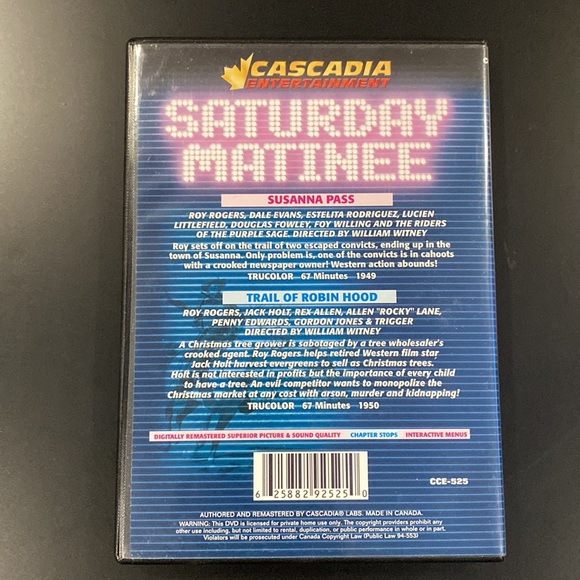 CASCADIA
ENTERTAINMENT
SATURDAY
MATINEE
SUSANNA PASS
ROY ROGERS, DALE EVANS, ESTELITA RODRIGUEZ, LUCIEN
LITTLEFIELD, DOUGLAS FOWLEY, FOY WILLING AND THE RIDERS
OF THE PURPLE SAGE. DIRECTED BY WILLIAM WITNEY
Roy sets off on the trail of two escaped convicts, ending up in the
town of Susanna. Only problem is, one of the convicts is in cahoots
with a crooked newspaper owner! Western action abounds!
TRUCOLOR 67 Minutes 1949
TRAIL OF ROBIN HOOD
ROY ROGERS, JACK HOLT, REX ALLEN, ALLEN "ROCKY" LANE,
PENNY EDWARDS, GORDON JONES & TRIGGER
DIRECTED BY WILLIAM WITNEY
A Christmas tree grower is sabotaged by a tree wholesaler's
crooked agent. Roy Rogers helps retired Western film star
Jack Holt harvest evergreens to sell as Christmas trees.
Holt is not interested in profits but the importance of every child
to have a tree. An evil competitor wants to monopolize the
Christmas market at any cost with arson, murder and kidnapping!
TRUCOLOR 67 Minutes 1950
DIGITALLY REMASTERED SUPERIOR PICTURE & SOUND QUALITY CHAPTER STOPS INTERACTIVE MENUS
6 25882 92525 0
CCE-525
AUTHORED AND REMASTERED BY CASCADIA® LABS. MADE IN CANADA.
WARNING: This DVD is licensed for private home use only. The copyright providers prohibit any
other use including, but not limited to rental, duplication, or public performance in whole or in part.
Violators will be prosecuted under Canada Copyright Law (Public Law 94-553)